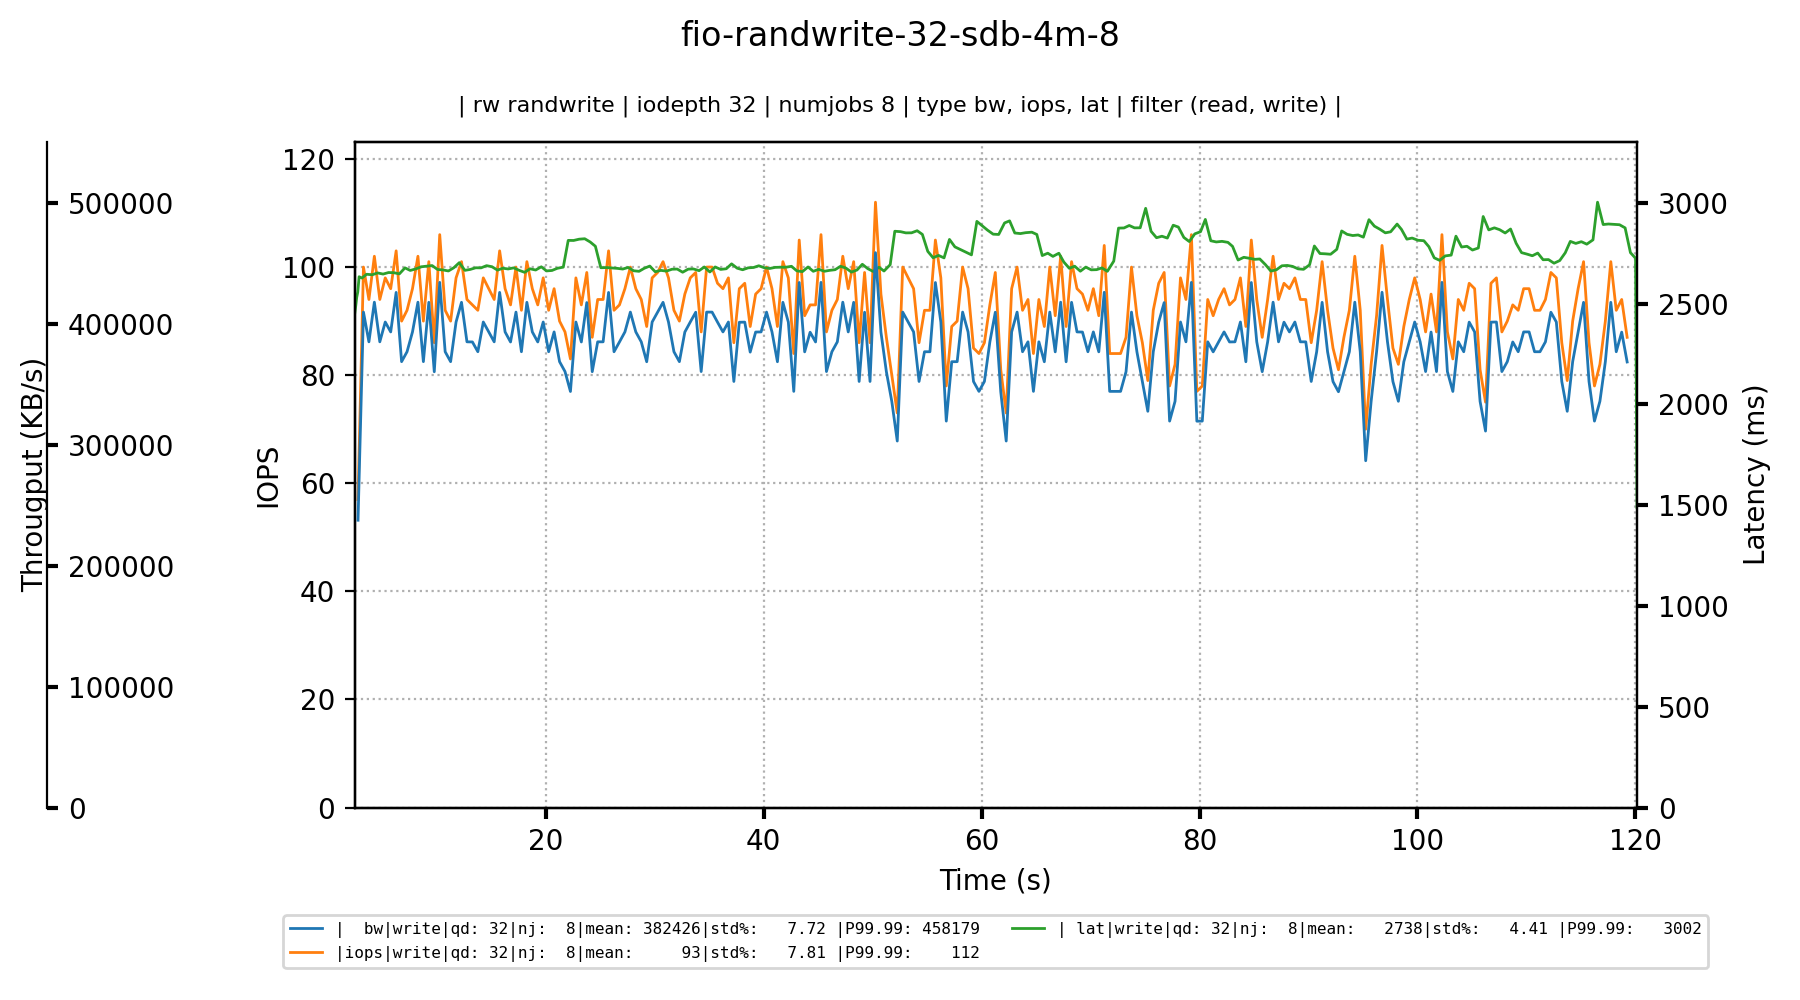 fio-randwrite-32-sdb-4m-8
| rw randwrite | iodepth 32 | numjobs 8 | type bw, iops, lat | filter (read, write) |
Througput (KB/s)
500000
400000
300000
200000
100000
0
IOPS
120
100
80
60
40
20
0
3000
2500
2000
1500
1000
500
0
Latency (ms)
20 40 60 80 100 120
Time (s)
|  bw|write|qd: 32|nj:  8|mean: 382426|std%:   7.72 |P99.99: 458179
|iops|write|qd: 32|nj:  8|mean:     93|std%:   7.81 |P99.99:    112
| lat|write|qd: 32|nj:  8|mean:   2738|std%:   4.41 |P99.99:   3002